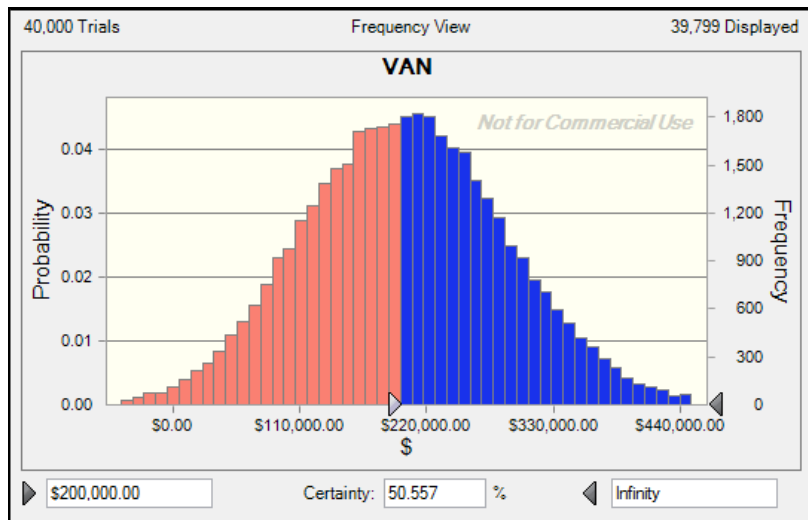 40,000 Trials Frequency View 39,799 Displayed
VAN
Not for Commercial Use
Probability
0.04
0.03
0.02
0.01
0.00
1,800
1,500
1,200
900
600
300
0
Frequency
$0.00 $110,000.00 $220,000.00 $330,000.00 $440,000.00
$
$200,000.00 Certainty: 50.557 % Infinity